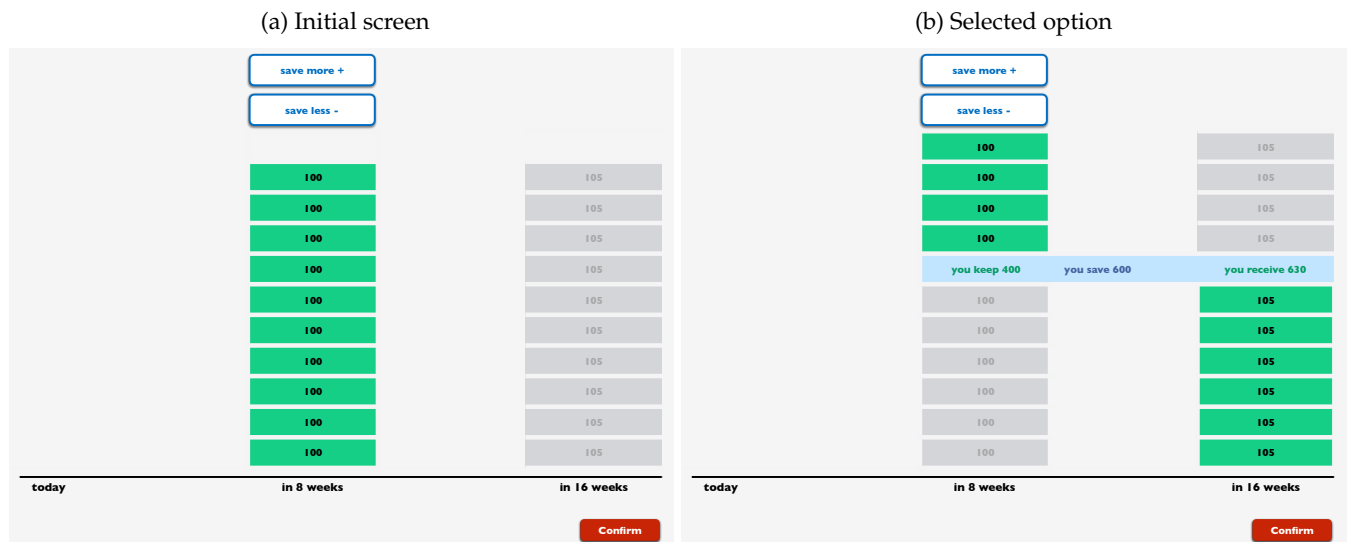 (a) Initial screen
save more +
save less -
100 105
100 105
100 105
100 105
100 105
100 105
100 105
100 105
100 105
100 105
today in 8 weeks in 16 weeks
Confirm
(b) Selected option
save more +
save less -
100 105
100 105
100 105
100 105
you keep 400 you save 600 you receive 630
100 105
100 105
100 105
100 105
100 105
100 105
today in 8 weeks in 16 weeks
Confirm